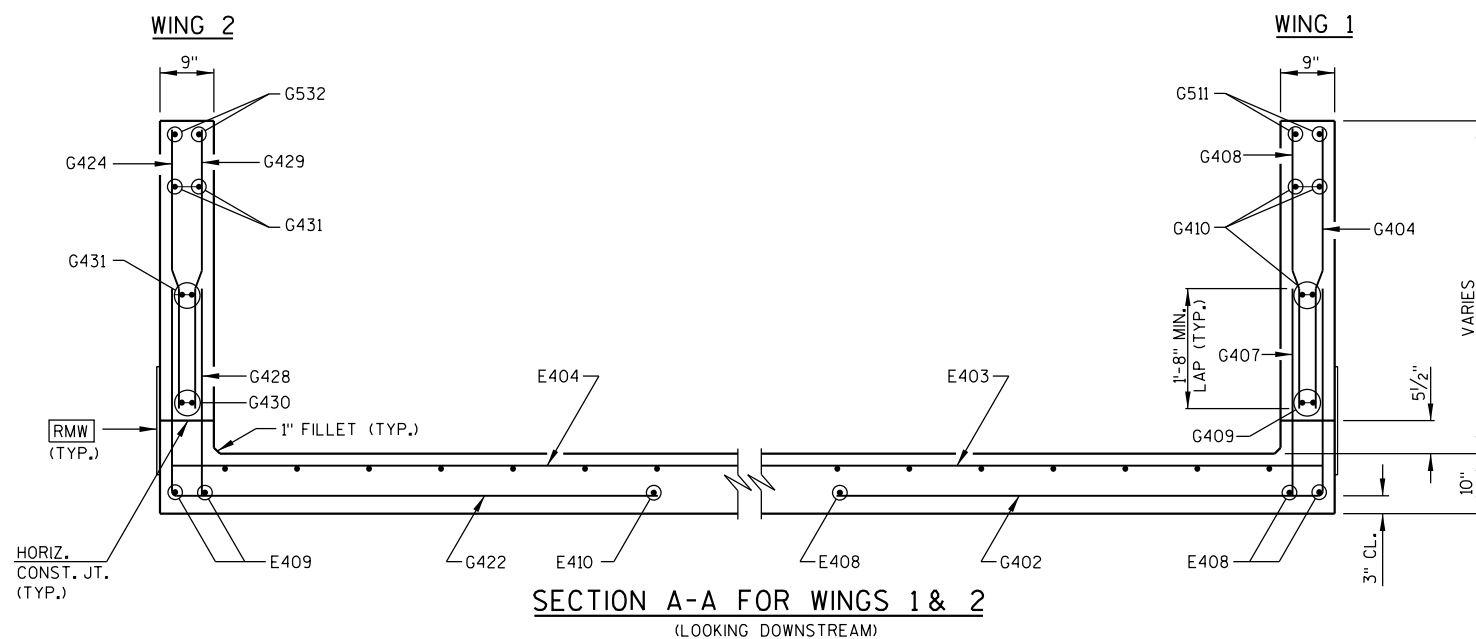 WING 2
WING 1
9"
9"
G532
G511
G424
G429
G408
G431
G410
G404
G431
1'-8" MIN.
LAP (TYP.)
VARIES
G407
G428
E404
E403
5½"
G430
RMW
(TYP.)
1" FILLET (TYP.)
G409
10"
HORIZ.
CONST. JT.
(TYP.)
E409
G422
E410
E408
G402
E408
3" CL.
SECTION A-A FOR WINGS 1 & 2
(LOOKING DOWNSTREAM)